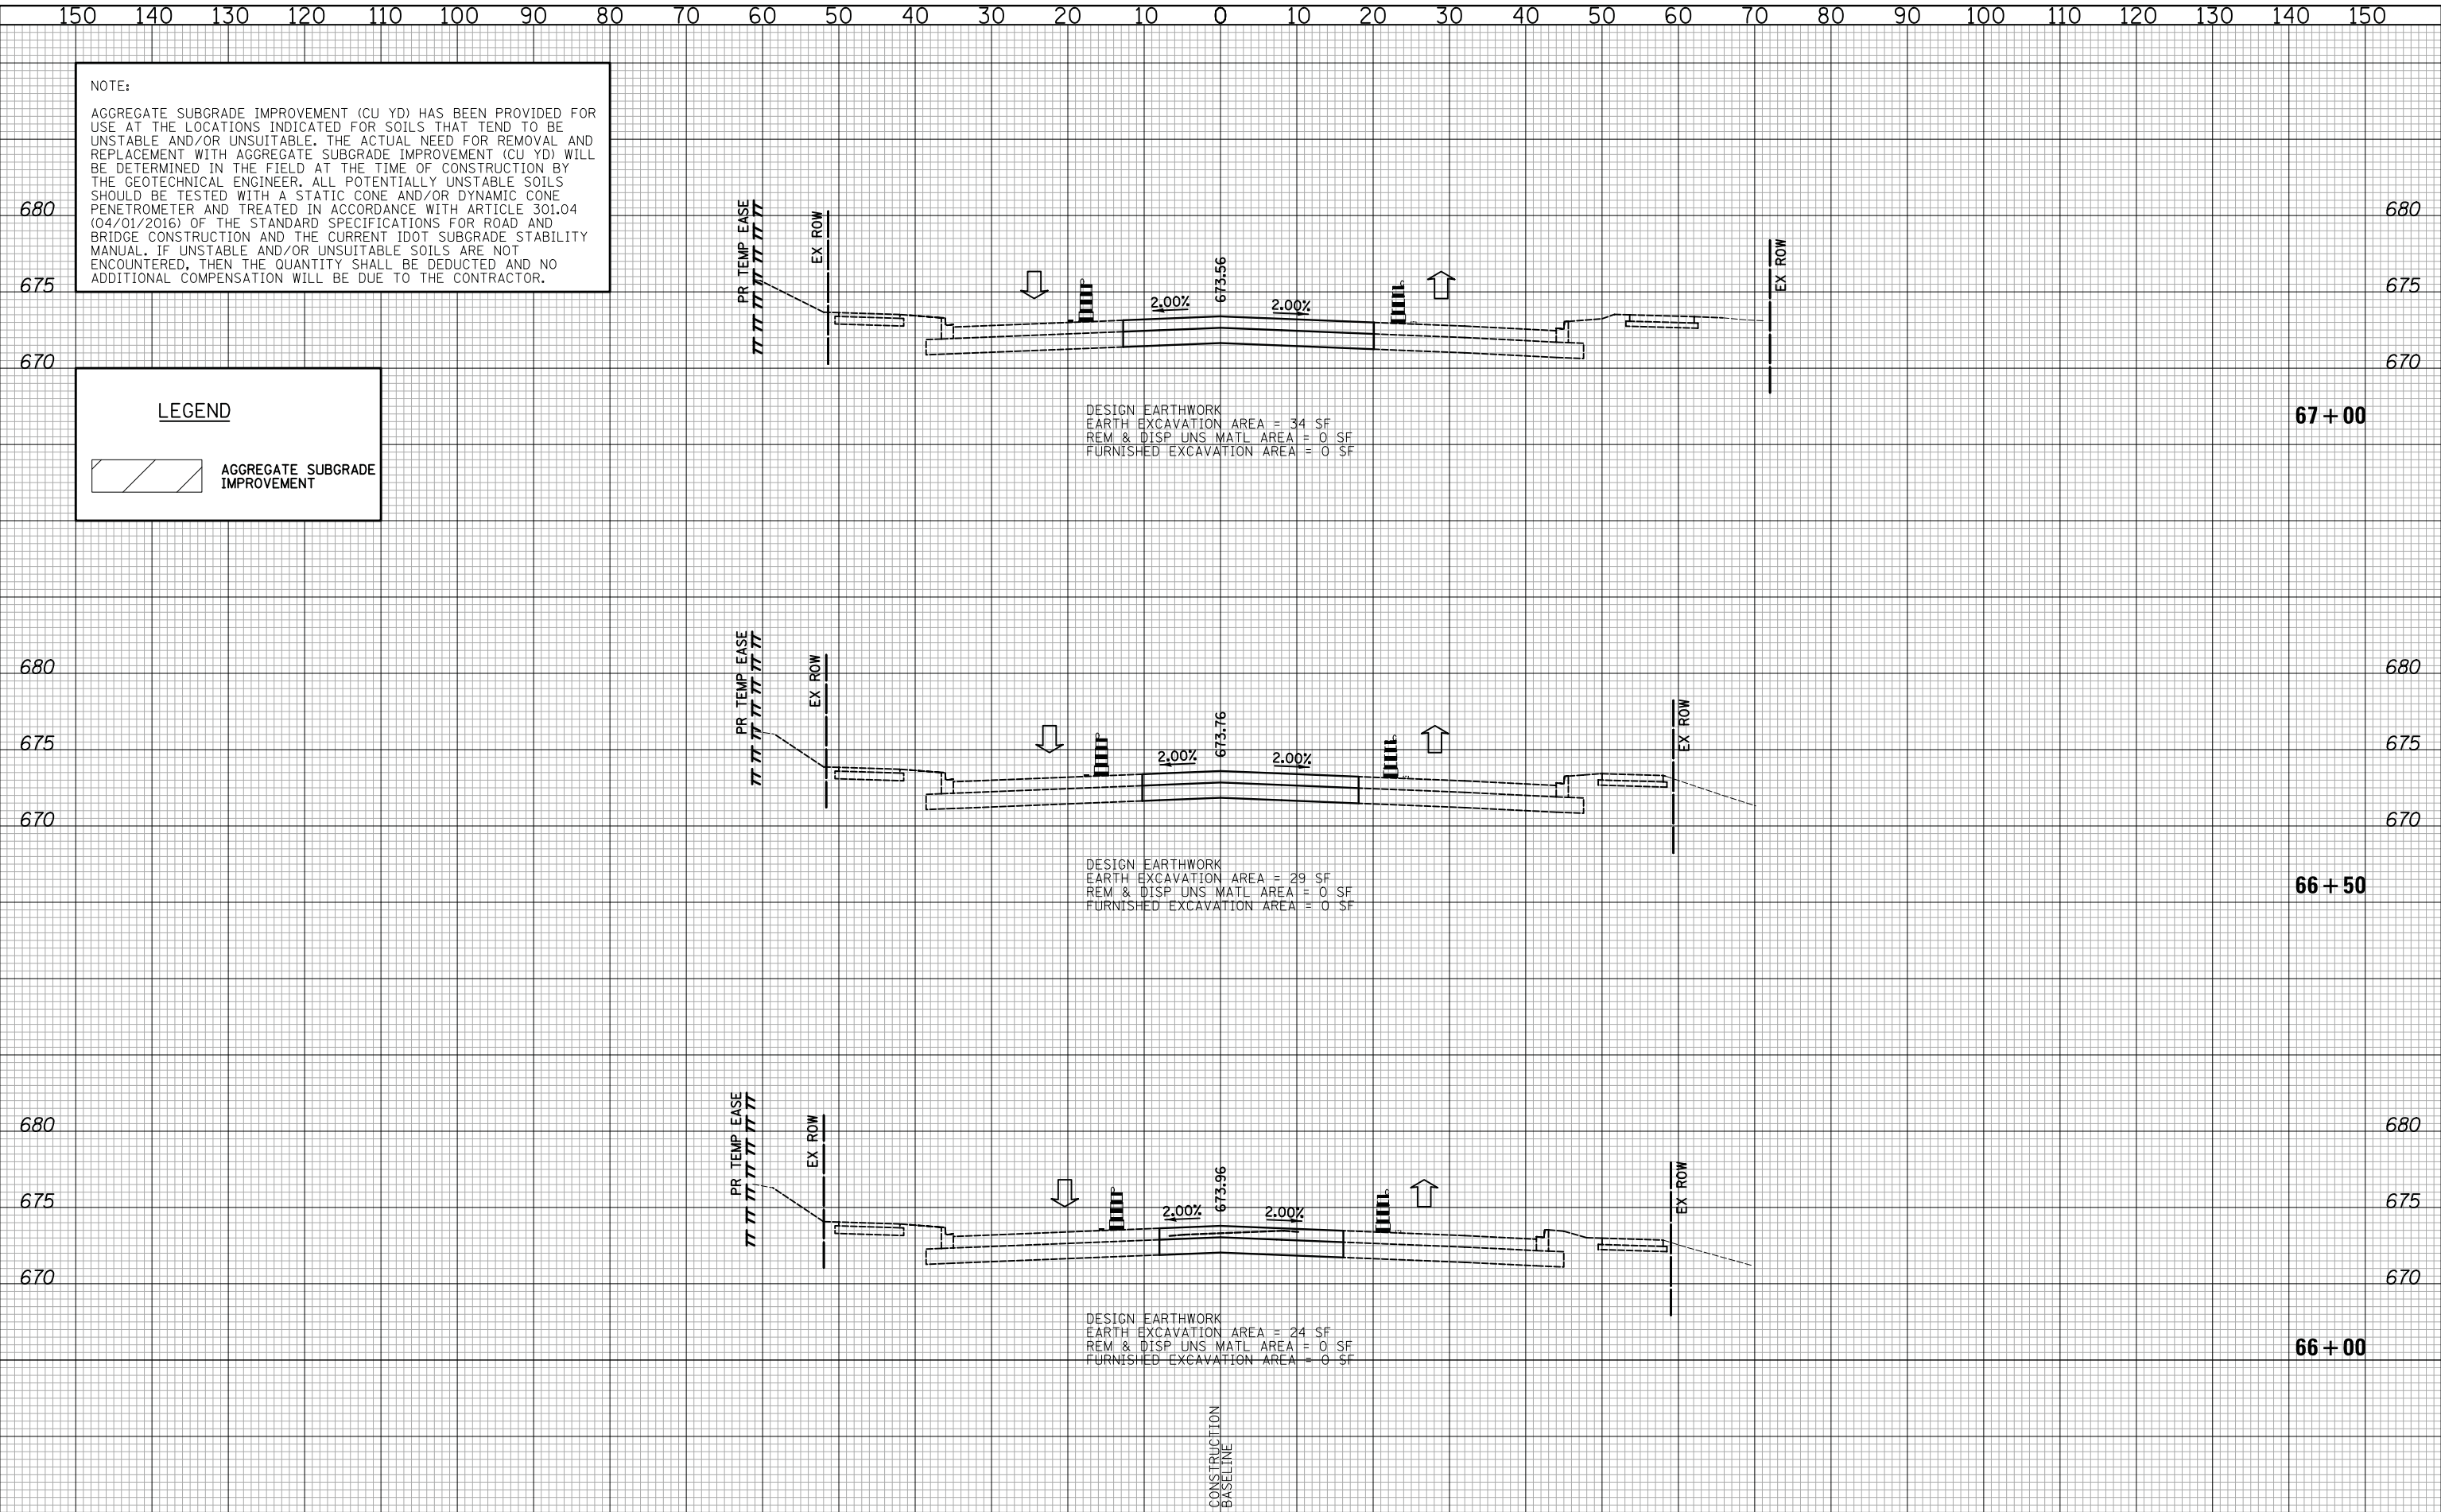 150 140 130 120 110 100 90 80 70 60 50 40 30 20 10 0 10 20 30 40 50 60 70 80 90 100 110 120 130 140 150
NOTE:
AGGREGATE SUBGRADE IMPROVEMENT (CU YD) HAS BEEN PROVIDED FOR
USE AT THE LOCATIONS INDICATED FOR SOILS THAT TEND TO BE
UNSTABLE AND/OR UNSUITABLE. THE ACTUAL NEED FOR REMOVAL AND
REPLACEMENT WITH AGGREGATE SUBGRADE IMPROVEMENT (CU YD) WILL
BE DETERMINED IN THE FIELD AT THE TIME OF CONSTRUCTION BY
THE GEOTECHNICAL ENGINEER. ALL POTENTIALLY UNSTABLE SOILS
SHOULD BE TESTED WITH A STATIC CONE AND/OR DYNAMIC CONE
PENETROMETER AND TREATED IN ACCORDANCE WITH ARTICLE 301.04
(04/01/2016) OF THE STANDARD SPECIFICATIONS FOR ROAD AND
BRIDGE CONSTRUCTION AND THE CURRENT IDOT SUBGRADE STABILITY
MANUAL. IF UNSTABLE AND/OR UNSUITABLE SOILS ARE NOT
ENCOUNTERED, THEN THE QUANTITY SHALL BE DEDUCTED AND NO
ADDITIONAL COMPENSATION WILL BE DUE TO THE CONTRACTOR.
680
675
670
PR TEMP EASE
EX ROW
2.00%
673.56
2.00%
EX ROW
680
675
670
LEGEND
AGGREGATE SUBGRADE
IMPROVEMENT
DESIGN EARTHWORK
EARTH EXCAVATION AREA = 34 SF
REM & DISP UNS MATL AREA = 0 SF
FURNISHED EXCAVATION AREA = 0 SF
67+00
680
675
670
PR TEMP EASE
EX ROW
2.00%
673.76
2.00%
EX ROW
680
675
670
DESIGN EARTHWORK
EARTH EXCAVATION AREA = 29 SF
REM & DISP UNS MATL AREA = 0 SF
FURNISHED EXCAVATION AREA = 0 SF
66+50
680
675
670
PR TEMP EASE
EX ROW
2.00%
673.96
2.00%
EX ROW
680
675
670
DESIGN EARTHWORK
EARTH EXCAVATION AREA = 24 SF
REM & DISP UNS MATL AREA = 0 SF
FURNISHED EXCAVATION AREA = 0 SF
66+00
CONSTRUCTION
BASELINE